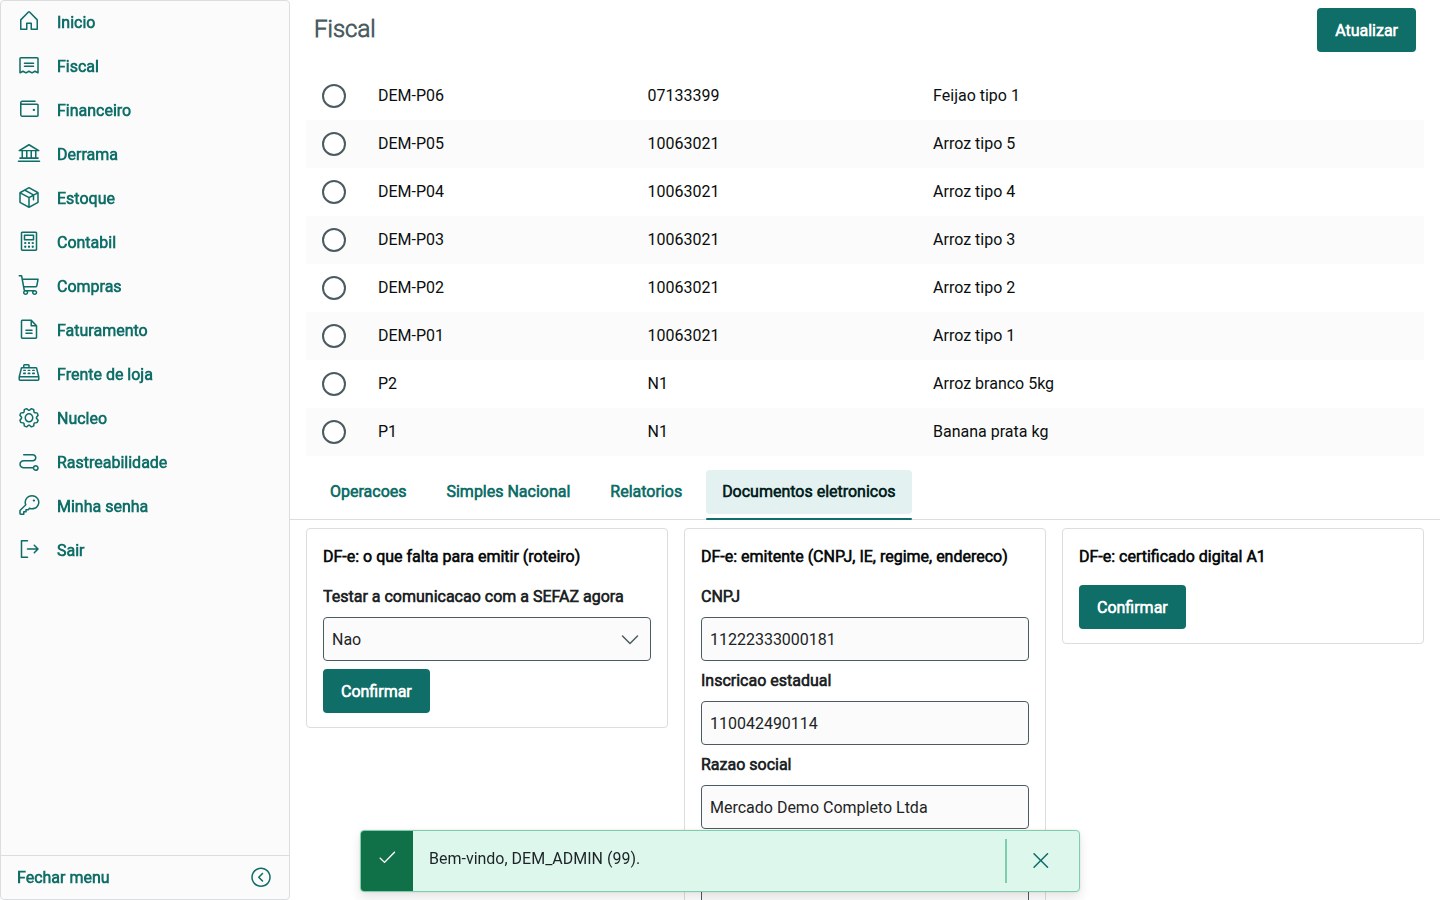 Inicio
Fiscal
Financeiro
Derrama
Estoque
Contabil
Compras
Faturamento
Frente de loja
Nucleo
Rastreabilidade
Minha senha
Sair
Fechar menu
Fiscal
Atualizar
DEM-P06 07133399 Feijao tipo 1
DEM-P05 10063021 Arroz tipo 5
DEM-P04 10063021 Arroz tipo 4
DEM-P03 10063021 Arroz tipo 3
DEM-P02 10063021 Arroz tipo 2
DEM-P01 10063021 Arroz tipo 1
P2 N1 Arroz branco 5kg
P1 N1 Banana prata kg
Operacoes Simples Nacional Relatorios Documentos eletronicos
DF-e: o que falta para emitir (roteiro)
Testar a comunicacao com a SEFAZ agora
Nao
Confirmar
DF-e: emitente (CNPJ, IE, regime, endereco)
CNPJ
11222333000181
Inscricao estadual
110042490114
Razao social
Mercado Demo Completo Ltda
DF-e: certificado digital A1
Confirmar
Bem-vindo, DEM_ADMIN (99).